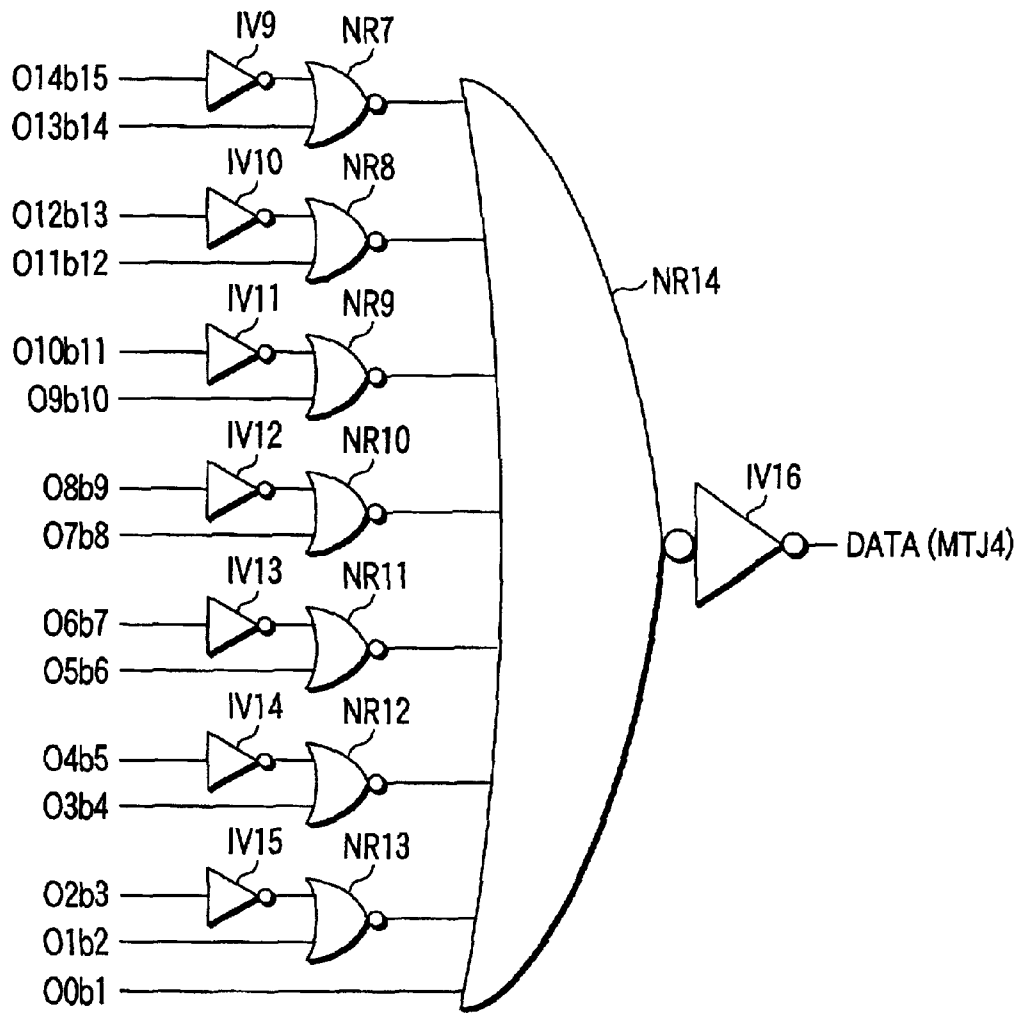 IV9
NR7
O14b15
O13b14
IV10
NR8
O12b13
O11b12
IV11
NR9
O10b11
O9b10
IV12
NR10
O8b9
O7b8
IV13
NR11
O6b7
O5b6
IV14
NR12
O4b5
O3b4
IV15
NR13
O2b3
O1b2
O0b1
NR14
IV16
DATA (MTJ4)